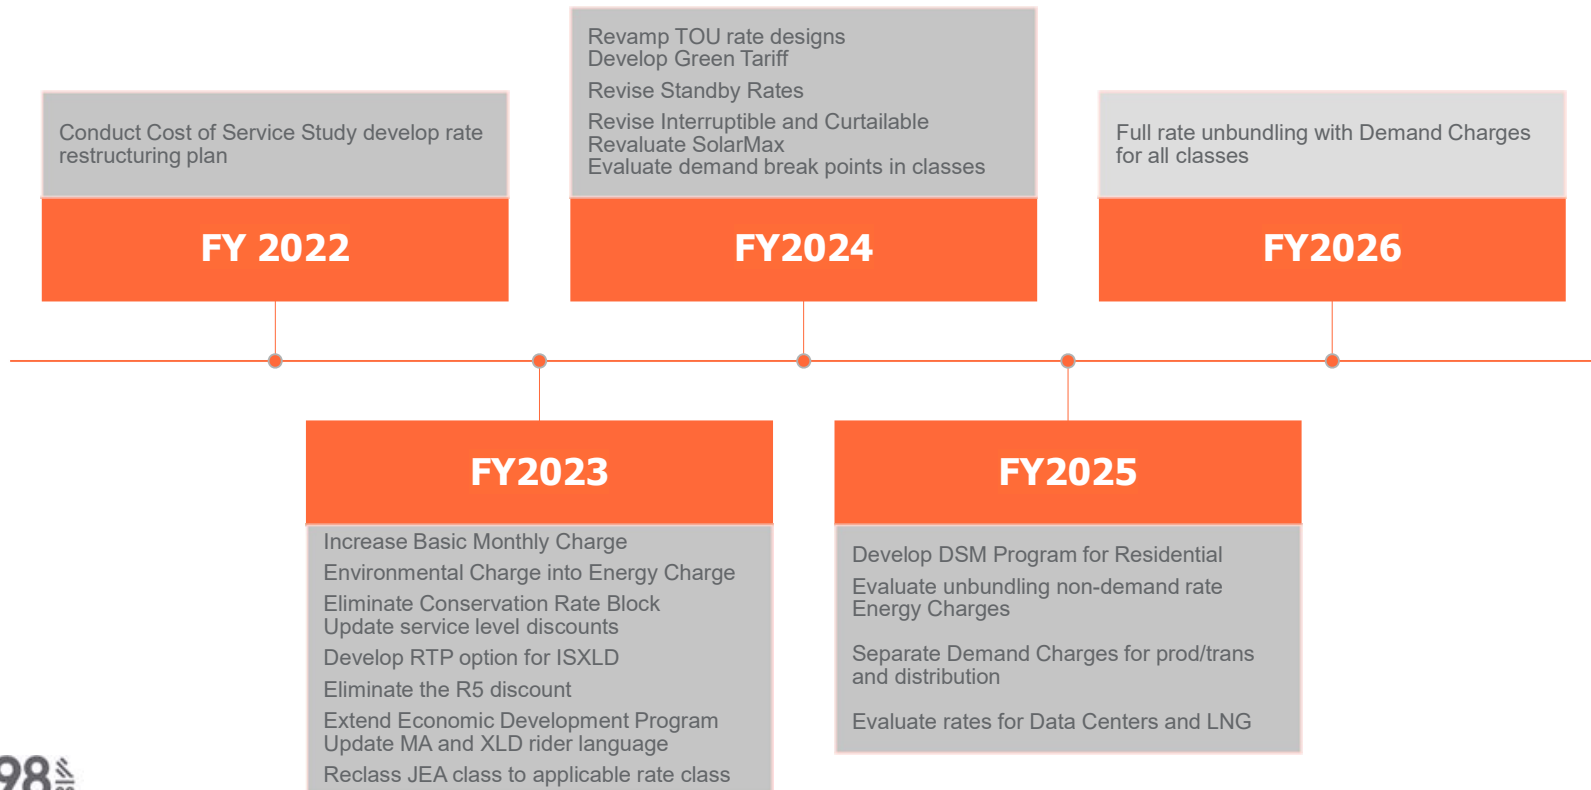 Conduct Cost of Service Study develop rate
restructuring plan
FY 2022
Increase Basic Monthly Charge
Environmental Charge into Energy Charge
Eliminate Conservation Rate Block
Update service level discounts
Develop RTP option for ISXLD
Eliminate the R5 discount
Extend Economic Development Program
Update MA and XLD rider language
Reclass JEA class to applicable rate class
FY2023
Revamp TOU rate designs
Develop Green Tariff
Revise Standby Rates
Revise Interruptible and Curtailable
Revaluate SolarMax
Evaluate demand break points in classes
FY2024
FY2025
Develop DSM Program for Residential
Evaluate unbundling non-demand rate
Energy Charges
Separate Demand Charges for prod/trans
and distribution
Evaluate rates for Data Centers and LNG
Full rate unbundling with Demand Charges
for all classes
FY2026
98